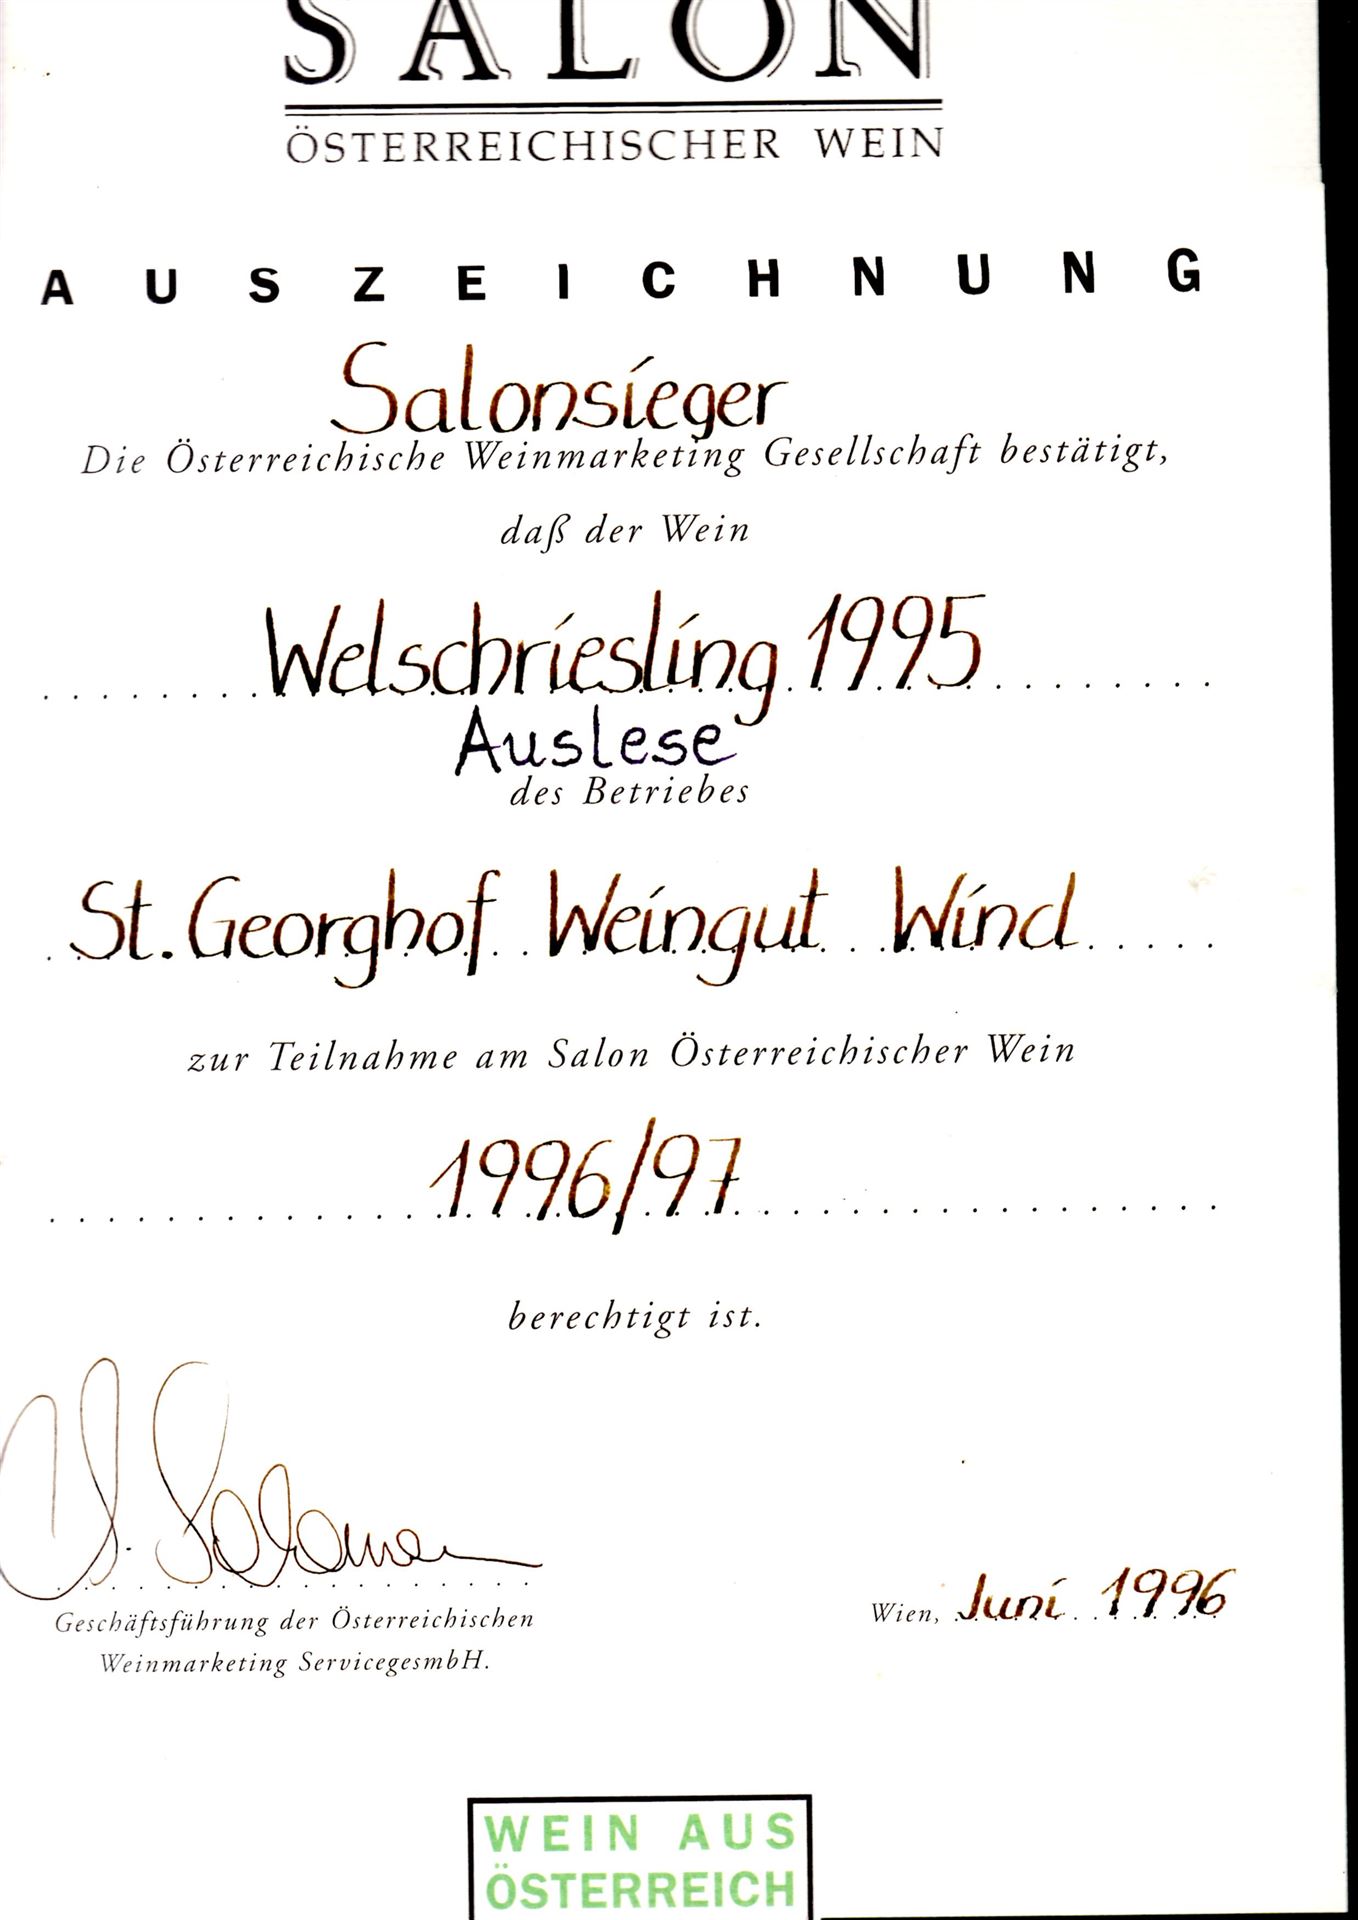 SALON
ÖSTERREICHISCHER WEIN
AUSZEICHNUNG
Salonsieger
Die Österreichische Weinmarketing Gesellschaft bestätigt,
daß der Wein
Welschriesling 1995
Auslese
des Betriebes
St. Georghof Weingut Wind
zur Teilnahme am Salon Österreichischer Wein
1996/97
berechtigt ist.
Geschäftsführung der Österreichischen
Weinmarketing ServicegesmbH.
Wien, Juni 1996
WEIN AUS
ÖSTERREICH